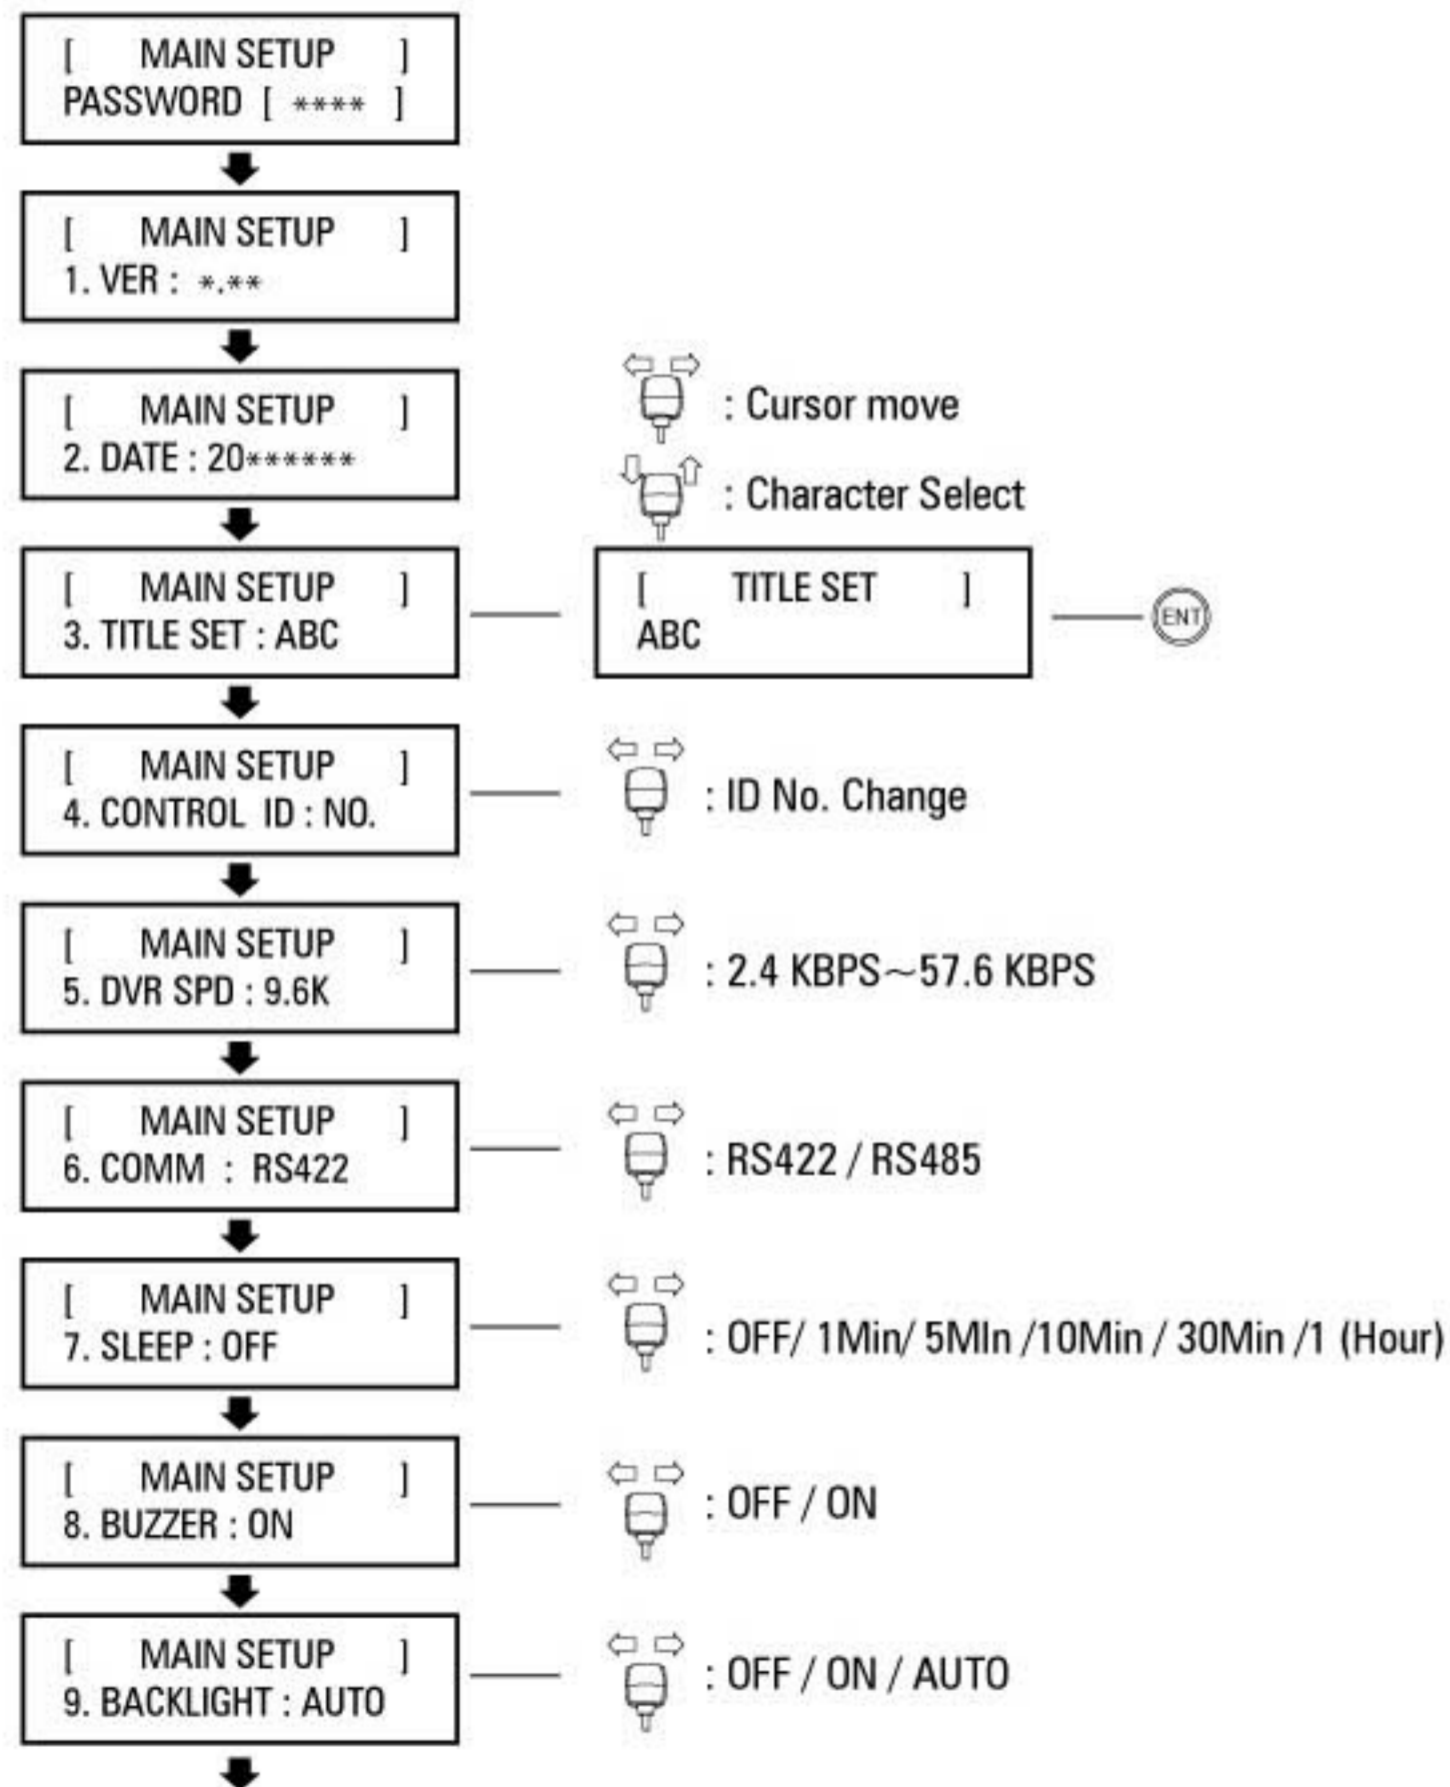 [ MAIN SETUP ]
PASSWORD [ **** ]
[ MAIN SETUP ]
1. VER : *.**
[ MAIN SETUP ]
2. DATE : 20******
: Cursor move
: Character Select
[ MAIN SETUP ]
3. TITLE SET : ABC
[ TITLE SET ]
ABC
ENT
[ MAIN SETUP ]
4. CONTROL ID : NO.
: ID No. Change
[ MAIN SETUP ]
5. DVR SPD : 9.6K
: 2.4 KBPS~57.6 KBPS
[ MAIN SETUP ]
6. COMM : RS422
: RS422 / RS485
[ MAIN SETUP ]
7. SLEEP : OFF
: OFF/ 1Min/ 5MIn /10Min / 30Min /1 (Hour)
[ MAIN SETUP ]
8. BUZZER : ON
: OFF / ON
[ MAIN SETUP ]
9. BACKLIGHT : AUTO
: OFF / ON / AUTO